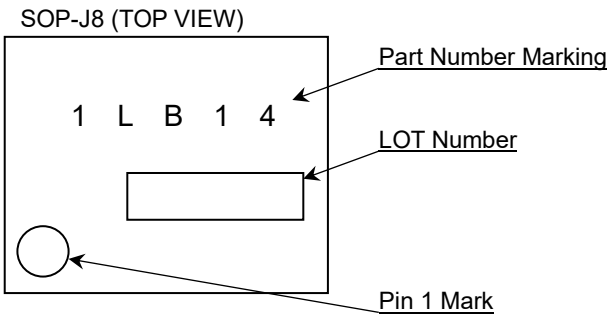 SOP-J8 (TOP VIEW)
Part Number Marking
1 L B 1 4
LOT Number
Pin 1 Mark